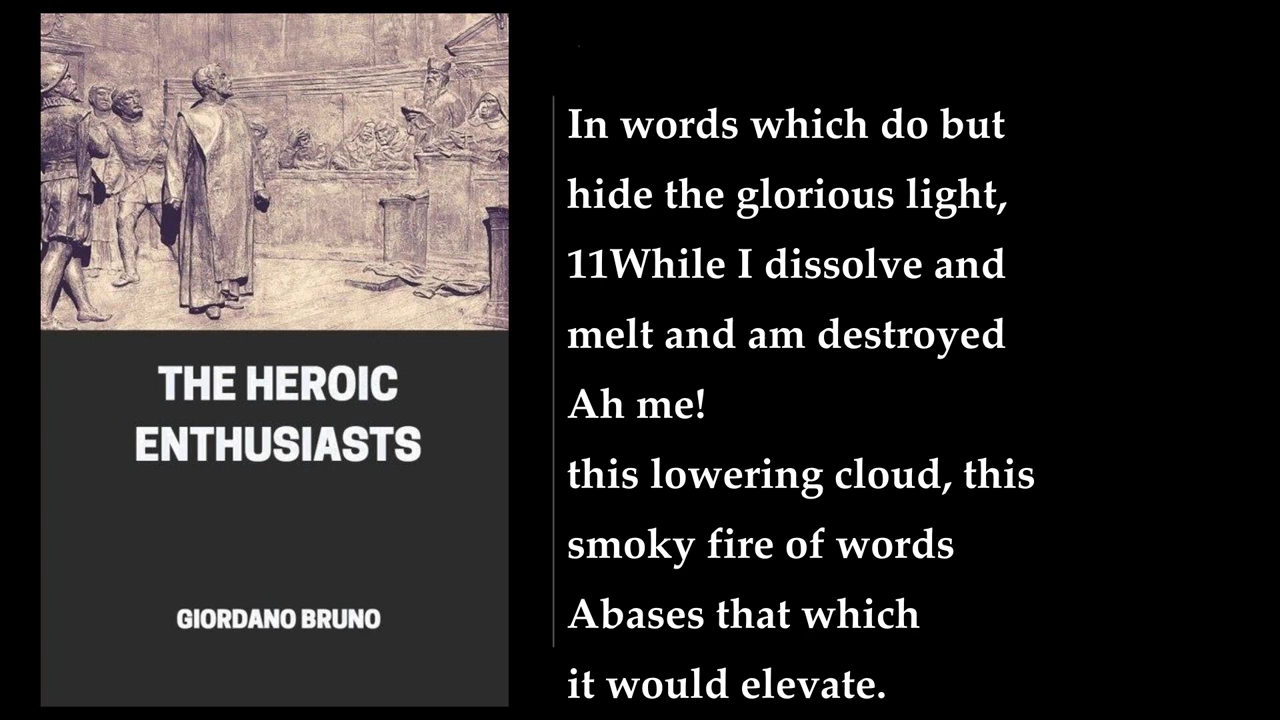 THE HEROIC
ENTHUSIASTS
GIORDANO BRUNO
In words which do but
hide the glorious light,
11While I dissolve and
melt and am destroyed
Ah me!
this lowering cloud, this
smoky fire of words
Abases that which
it would elevate.